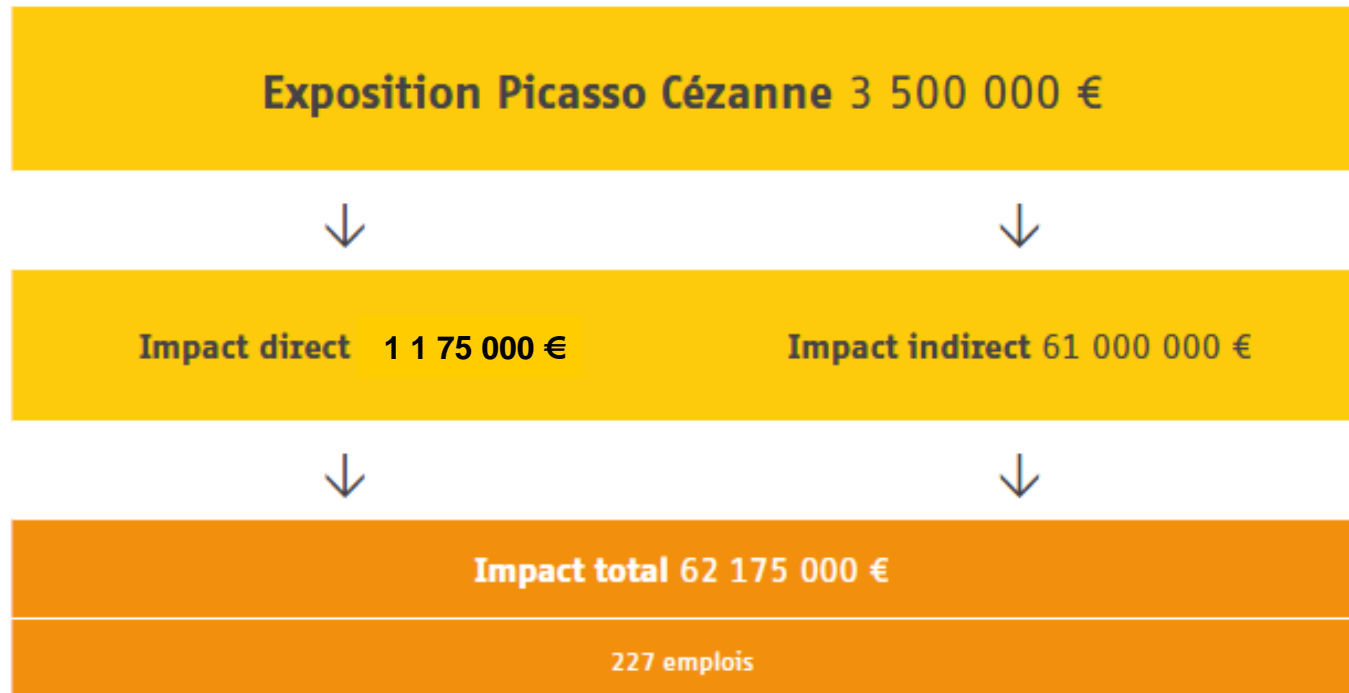 Exposition Picasso Cézanne 3 500 000 €
Impact direct 1 1 75 000 €
Impact indirect 61 000 000 €
Impact total 62 175 000 €
227 emplois